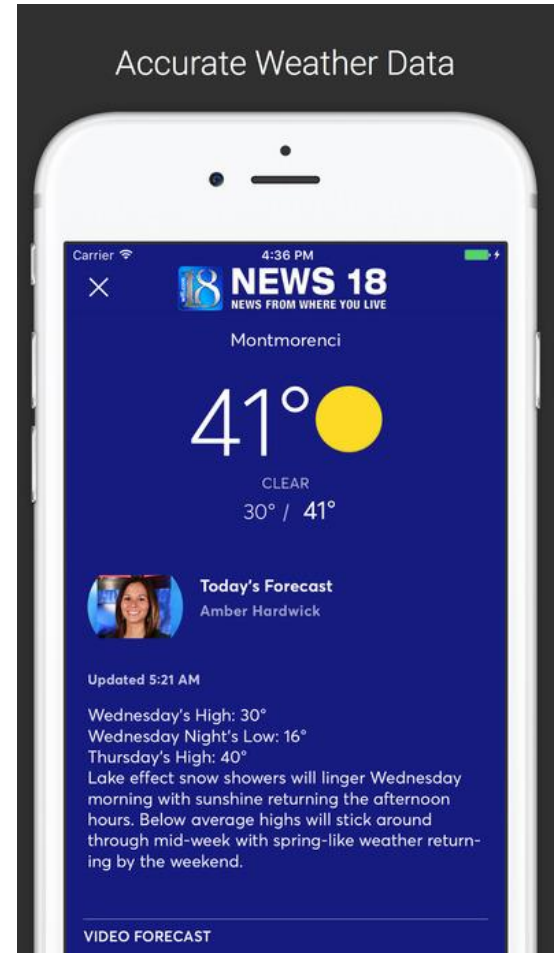 Accurate Weather Data
Carrier 4:36 PM
18 NEWS 18
NEWS FROM WHERE YOU LIVE
Montmorenci
41°
CLEAR
30° / 41°
Today's Forecast
Amber Hardwick
Updated 5:21 AM
Wednesday's High: 30°
Wednesday Night's Low: 16°
Thursday's High: 40°
Lake effect snow showers will linger Wednesday
morning with sunshine returning the afternoon
hours. Below average highs will stick around
through mid-week with spring-like weather return-
ing by the weekend.
VIDEO FORECAST